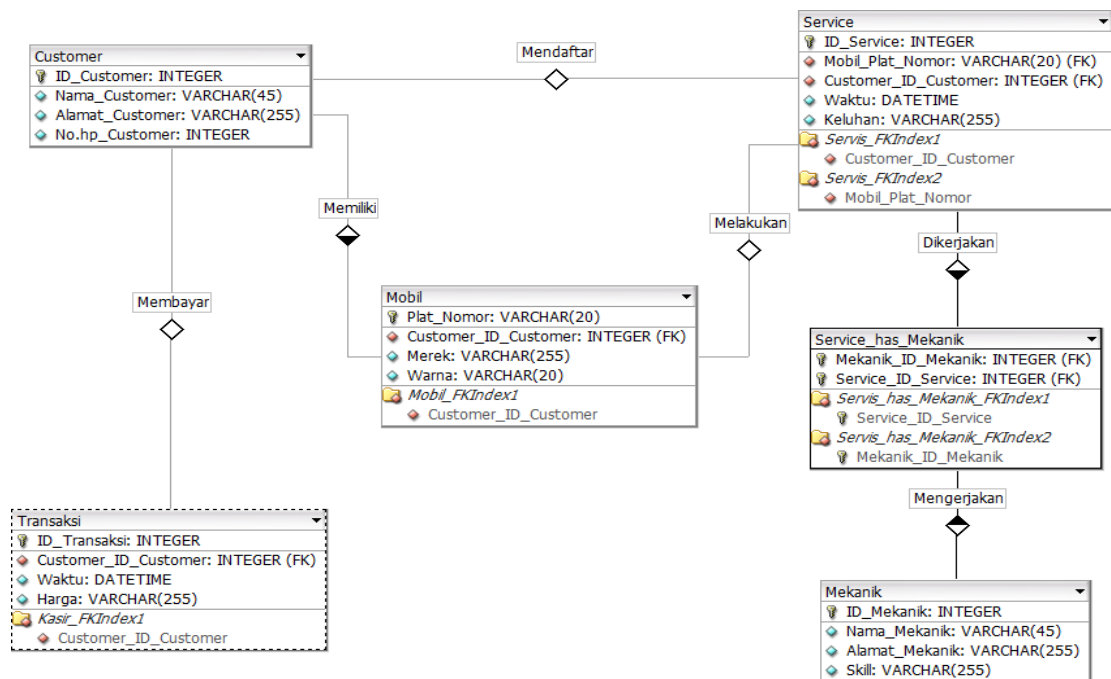 Customer
ID_Customer: INTEGER
Nama_Customer: VARCHAR(45)
Alamat_Customer: VARCHAR(255)
No.hp_Customer: INTEGER
Mendaftar
Service
ID_Service: INTEGER
Mobil_Plat_Nomor: VARCHAR(20) (FK)
Customer_ID_Customer: INTEGER (FK)
Waktu: DATETIME
Keluhan: VARCHAR(255)
Servis_FKIndex1
Customer_ID_Customer
Servis_FKIndex2
Mobil_Plat_Nomor
Memiliki
Melakukan
Dikerjakan
Membayar
Mobil
Plat_Nomor: VARCHAR(20)
Customer_ID_Customer: INTEGER (FK)
Merek: VARCHAR(255)
Warna: VARCHAR(20)
Mobil_FKIndex1
Customer_ID_Customer
Service_has_Mekanik
Mekanik_ID_Mekanik: INTEGER (FK)
Service_ID_Service: INTEGER (FK)
Servis_has_Mekanik_FKIndex1
Service_ID_Service
Servis_has_Mekanik_FKIndex2
Mekanik_ID_Mekanik
Mengerjakan
Transaksi
ID_Transaksi: INTEGER
Customer_ID_Customer: INTEGER (FK)
Waktu: DATETIME
Harga: VARCHAR(255)
Kasir_FKIndex1
Customer_ID_Customer
Mekanik
ID_Mekanik: INTEGER
Nama_Mekanik: VARCHAR(45)
Alamat_Mekanik: VARCHAR(255)
Skill: VARCHAR(255)